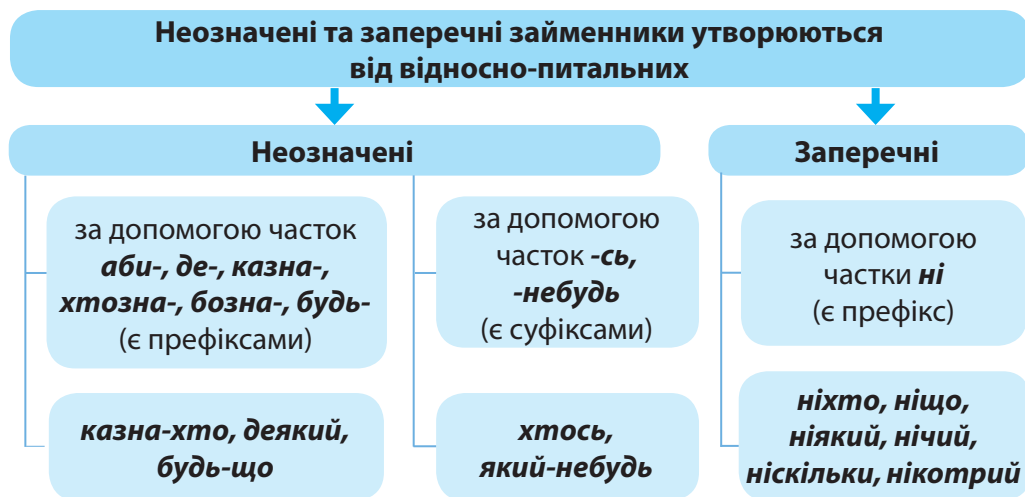 Неозначені та заперечні займенники утворюються
від відносно-питальних
Неозначені
за допомогою часток
аби-, де-, казна-,
хтозна-, бозна-, будь-
(є префіксами)
казна-хто, деякий,
будь-що
за допомогою
часток -сь,
-небудь
(є суфіксами)
хтось,
який-небудь
Заперечні
за допомогою
частки ні
(є префікс)
ніхто, ніщо,
ніякий, нічий,
ніскільки, нікотрий